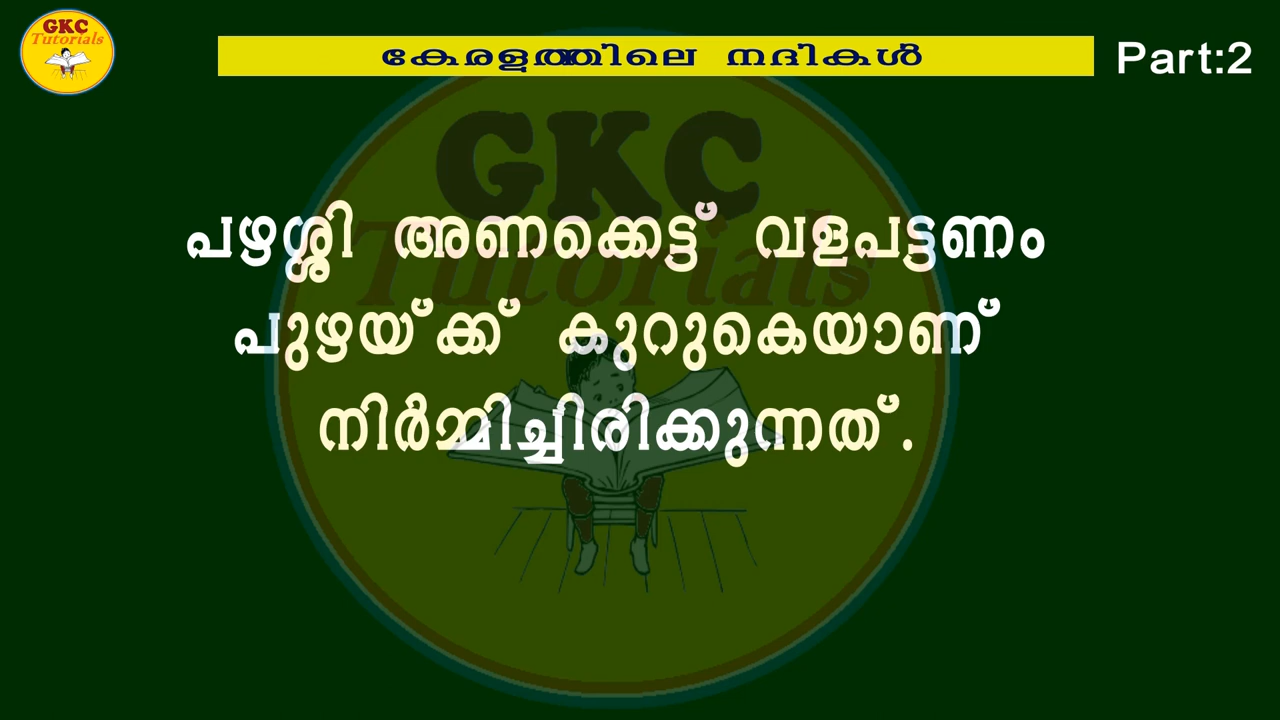 GKC
Tutorials
കേരളത്തിലെ നദികൾ
Part:2
GKC
Tutorials
പഴശ്ശി അണക്കെട്ട് വളപട്ടണം
പുഴയ്ക്ക് കുറുകെയാണ്
നിർമ്മിച്ചിരിക്കുന്നത്.